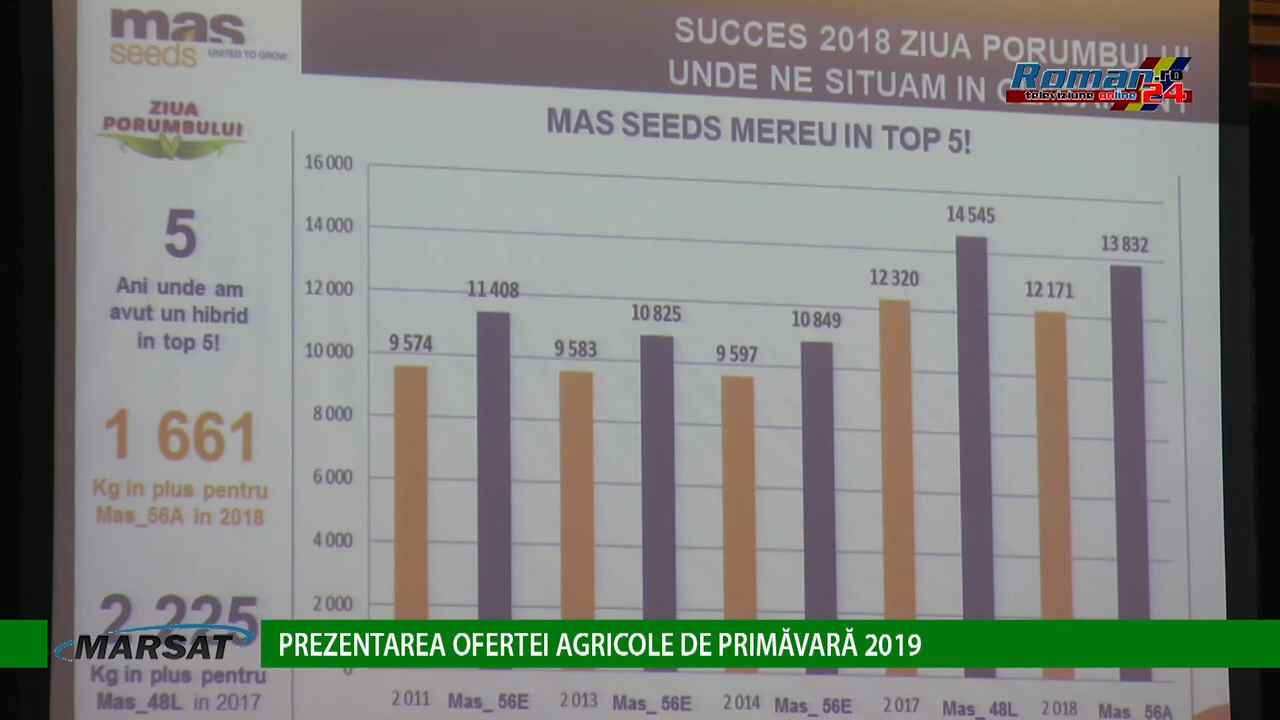 mas
seeds UNITED TO GROW
SUCCES 2018 ZIUA PORUMBULUI
UNDE NE SITUAM IN
Roman.ro
televiziune online 24
ZIUA
PORUMBULUI
MAS SEEDS MEREU IN TOP 5!
5
Ani unde am
avut un hibrid
in top 5!
1 661
Kg in plus pentru
Mas_56A in 2018
2 225
Kg in plus pentru
Mas_48L in 2017
16 000
14 000
12 000
10 000
8 000
6 000
4 000
2 000
0
9 574
11 408
9 583
10 825
9 597
10 849
12 320
14 545
12 171
13 832
2011 Mas_56E 2013 Mas_56E 2014 Mas_56E 2017 Mas_48L 2018 Mas_56A
MARSAT
PREZENTAREA OFERTEI AGRICOLE DE PRIMĂVARĂ 2019